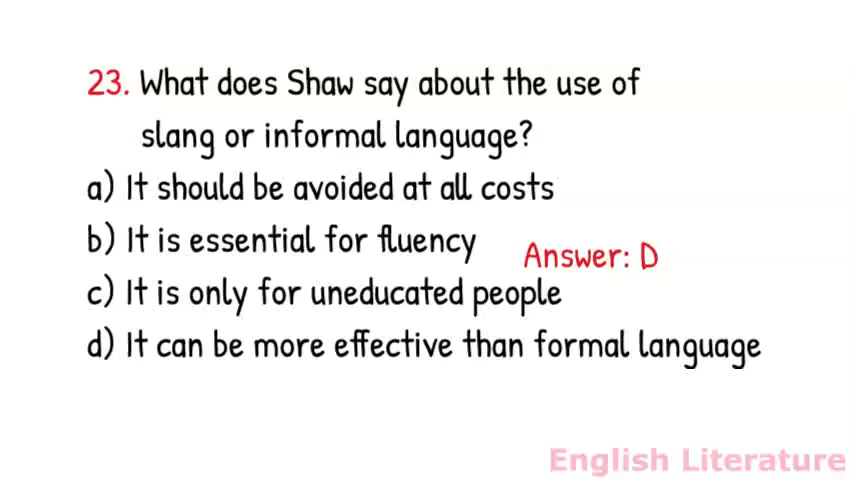 23. What does Shaw say about the use of
slang or informal language?
a) It should be avoided at all costs
b) It is essential for fluency
Answer: D
c) It is only for uneducated people
d) It can be more effective than formal language
English Literature